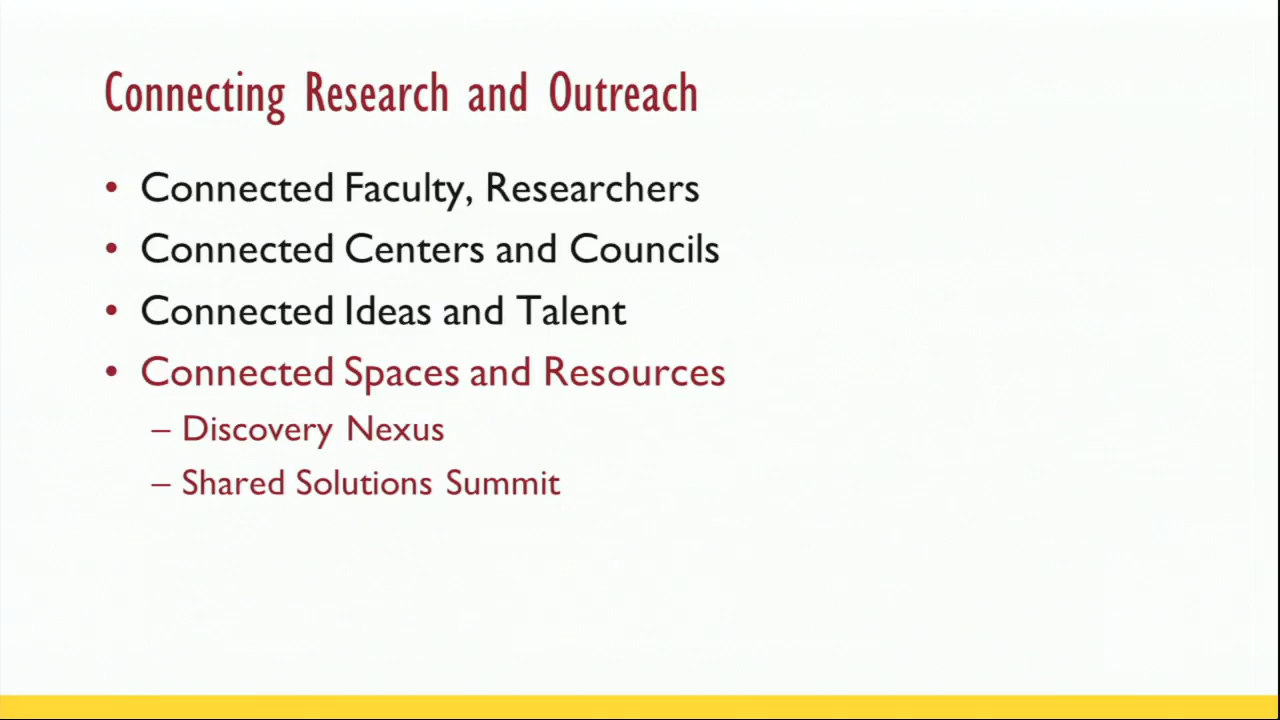 Connecting Research and Outreach
• Connected Faculty, Researchers
• Connected Centers and Councils
• Connected Ideas and Talent
• Connected Spaces and Resources
– Discovery Nexus
– Shared Solutions Summit